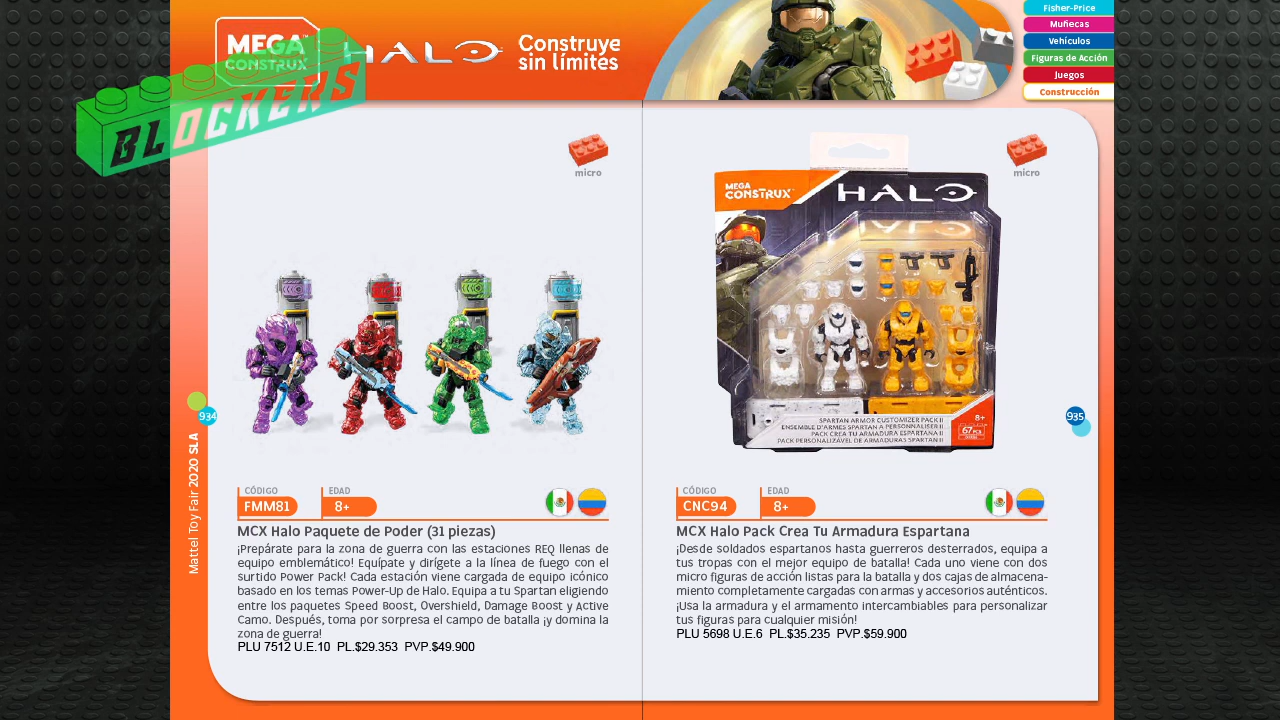 MEGA
CONSTRUX
HALO
Construye
sin límites
BLOCKERS
Fisher-Price
Muñecas
Vehículos
Figuras de Acción
Juegos
Construcción
micro
934
Mattel Toy Fair 2020 SLA
CÓDIGO
EDAD
FMM81
8+
MCX Halo Paquete de Poder (31 piezas)
¡Prepárate para la zona de guerra con las estaciones REQ llenas de
equipo emblemático! Equípate y dirígete a la línea de fuego con el
surtido Power Pack! Cada estación viene cargada de equipo icónico
basado en los temas Power-Up de Halo. Equipa a tu Spartan eligiendo
entre los paquetes Speed Boost, Overshield, Damage Boost y Active
Camo. Después, toma por sorpresa el campo de batalla ¡y domina la
zona de guerra!
PLU 7512 U.E.10 PL.$29.353 PVP.$49.900
micro
MEGA
CONSTRUX
HALO
SPARTAN ARMOR CUSTOMIZER PACK II
ENSEMBLE D'ARMES SPARTAN A PERSONNALISER II
PACK CREA TU ARMADURA ESPARTANA II
PACK PERSONALIZÁVEL DE ARMADURAS SPARTAN II
8+
67 PCS
935
CÓDIGO
EDAD
CNC94
8+
MCX Halo Pack Crea Tu Armadura Espartana
¡Desde soldados espartanos hasta guerreros desterrados, equipa a
tus tropas con el mejor equipo de batalla! Cada uno viene con dos
micro figuras de acción listas para la batalla y dos cajas de almacena-
miento completamente cargadas con armas y accesorios auténticos.
¡Usa la armadura y el armamento intercambiables para personalizar
tus figuras para cualquier misión!
PLU 5698 U.E.6 PL.$35.235 PVP.$59.900